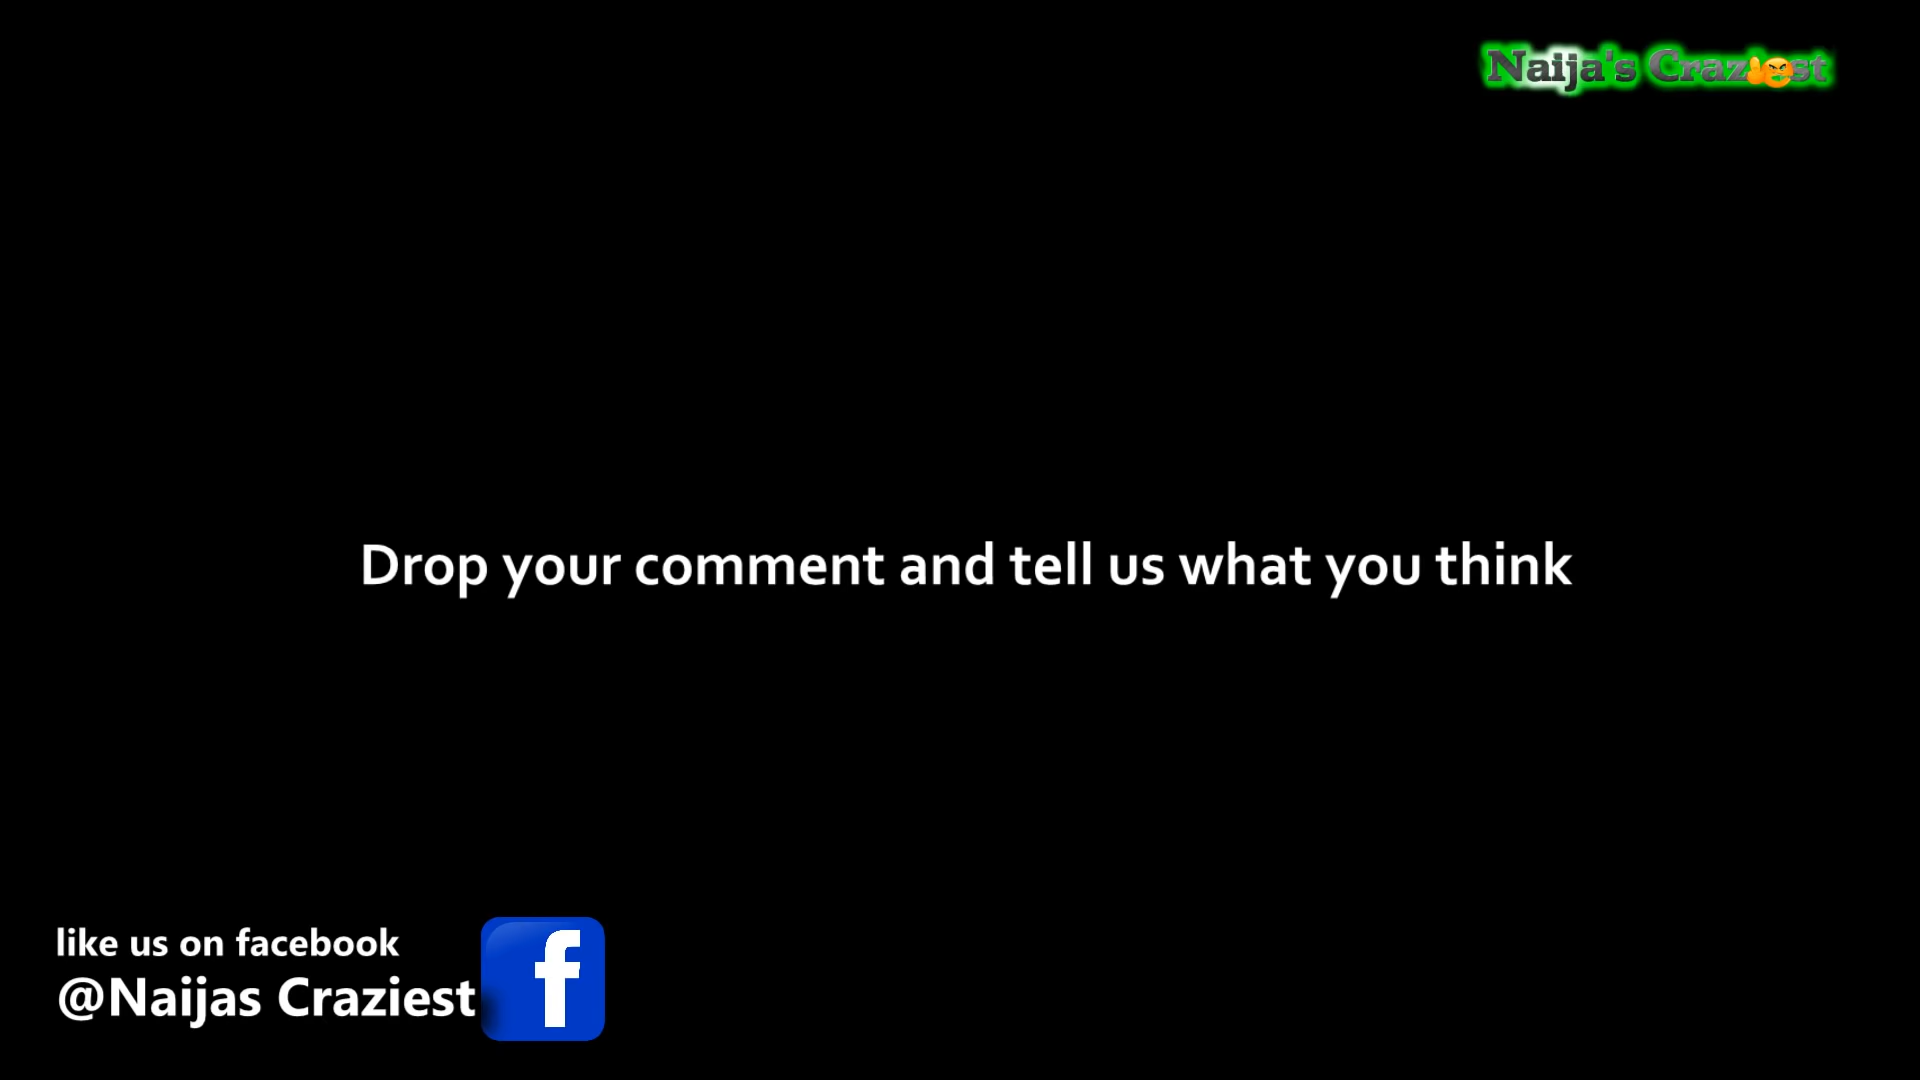 Naija's Craziest
Drop your comment and tell us what you think
like us on facebook
@Naijas Craziest
f